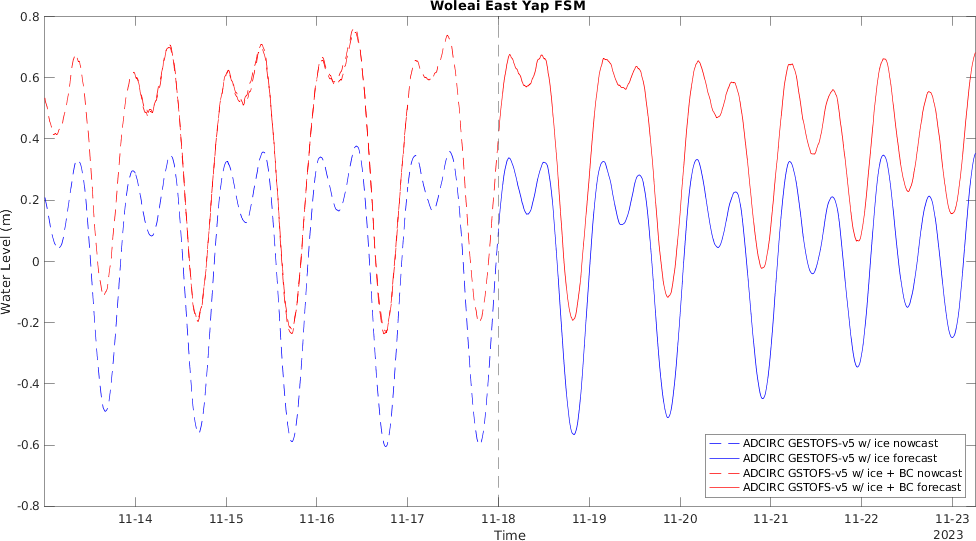 Woleai East Yap FSM
0.8
0.6
0.4
0.2
0
-0.2
-0.4
-0.6
-0.8
Water Level (m)
ADCIRC GESTOFS-v5 w/ ice nowcast
ADCIRC GESTOFS-v5 w/ ice forecast
ADCIRC GSTOFS-v5 w/ ice + BC nowcast
ADCIRC GSTOFS-v5 w/ ice + BC forecast
11-14 11-15 11-16 11-17 11-18 11-19 11-20 11-21 11-22 11-23
Time 2023